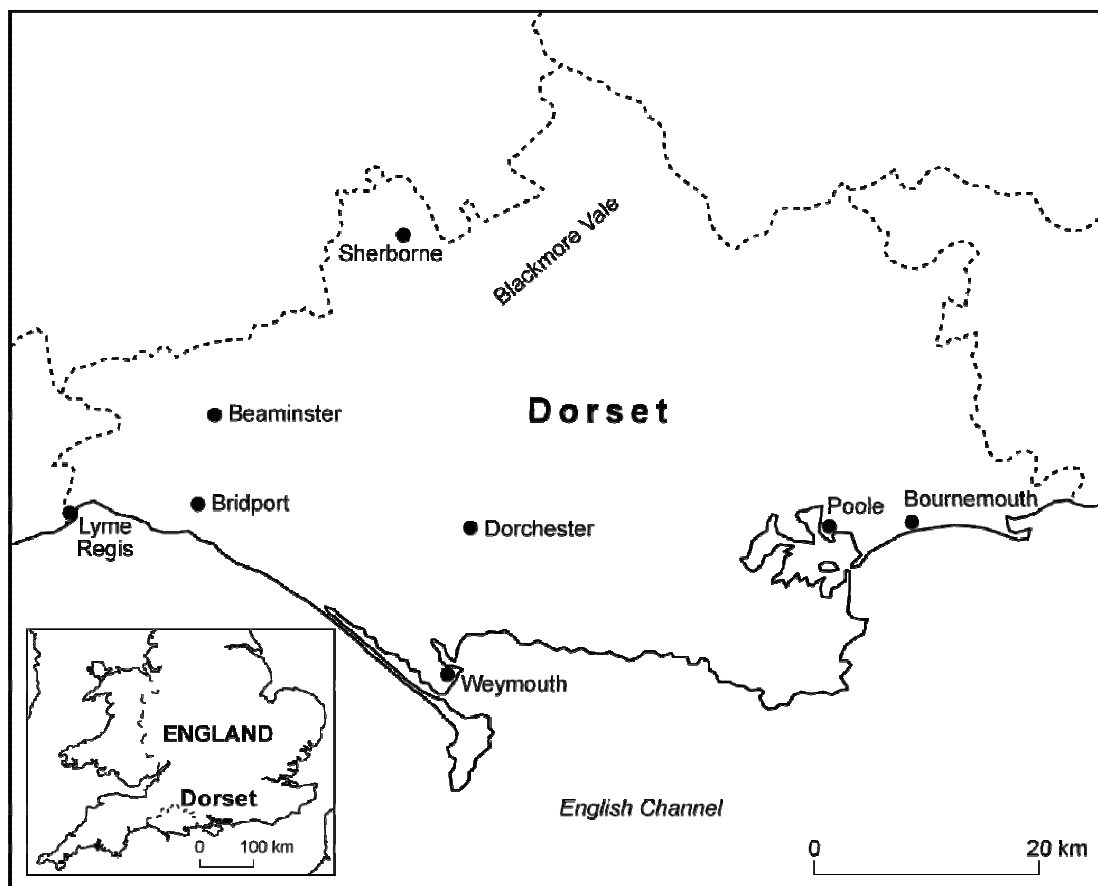 Sherborne
Blackmore Vale
Beaminster
Dorset
Bridport
Lyme
Regis
Dorchester
Poole
Bournemouth
Weymouth
ENGLAND
Dorset
0 100 km
English Channel
0 20 km